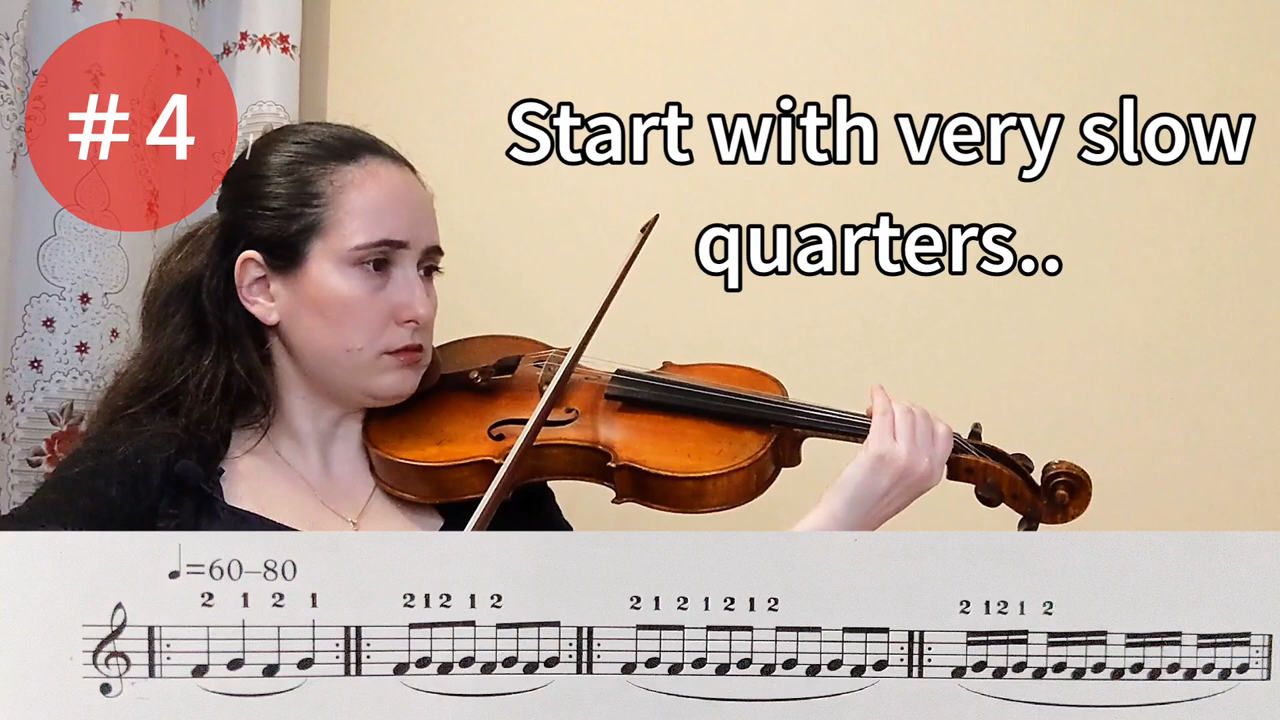 #4
Start with very slow
quarters..
♩=60–80
2 1 2 1 2 1 2 1 2 2 1 2 1 2 1 2 2 1 2 1 2